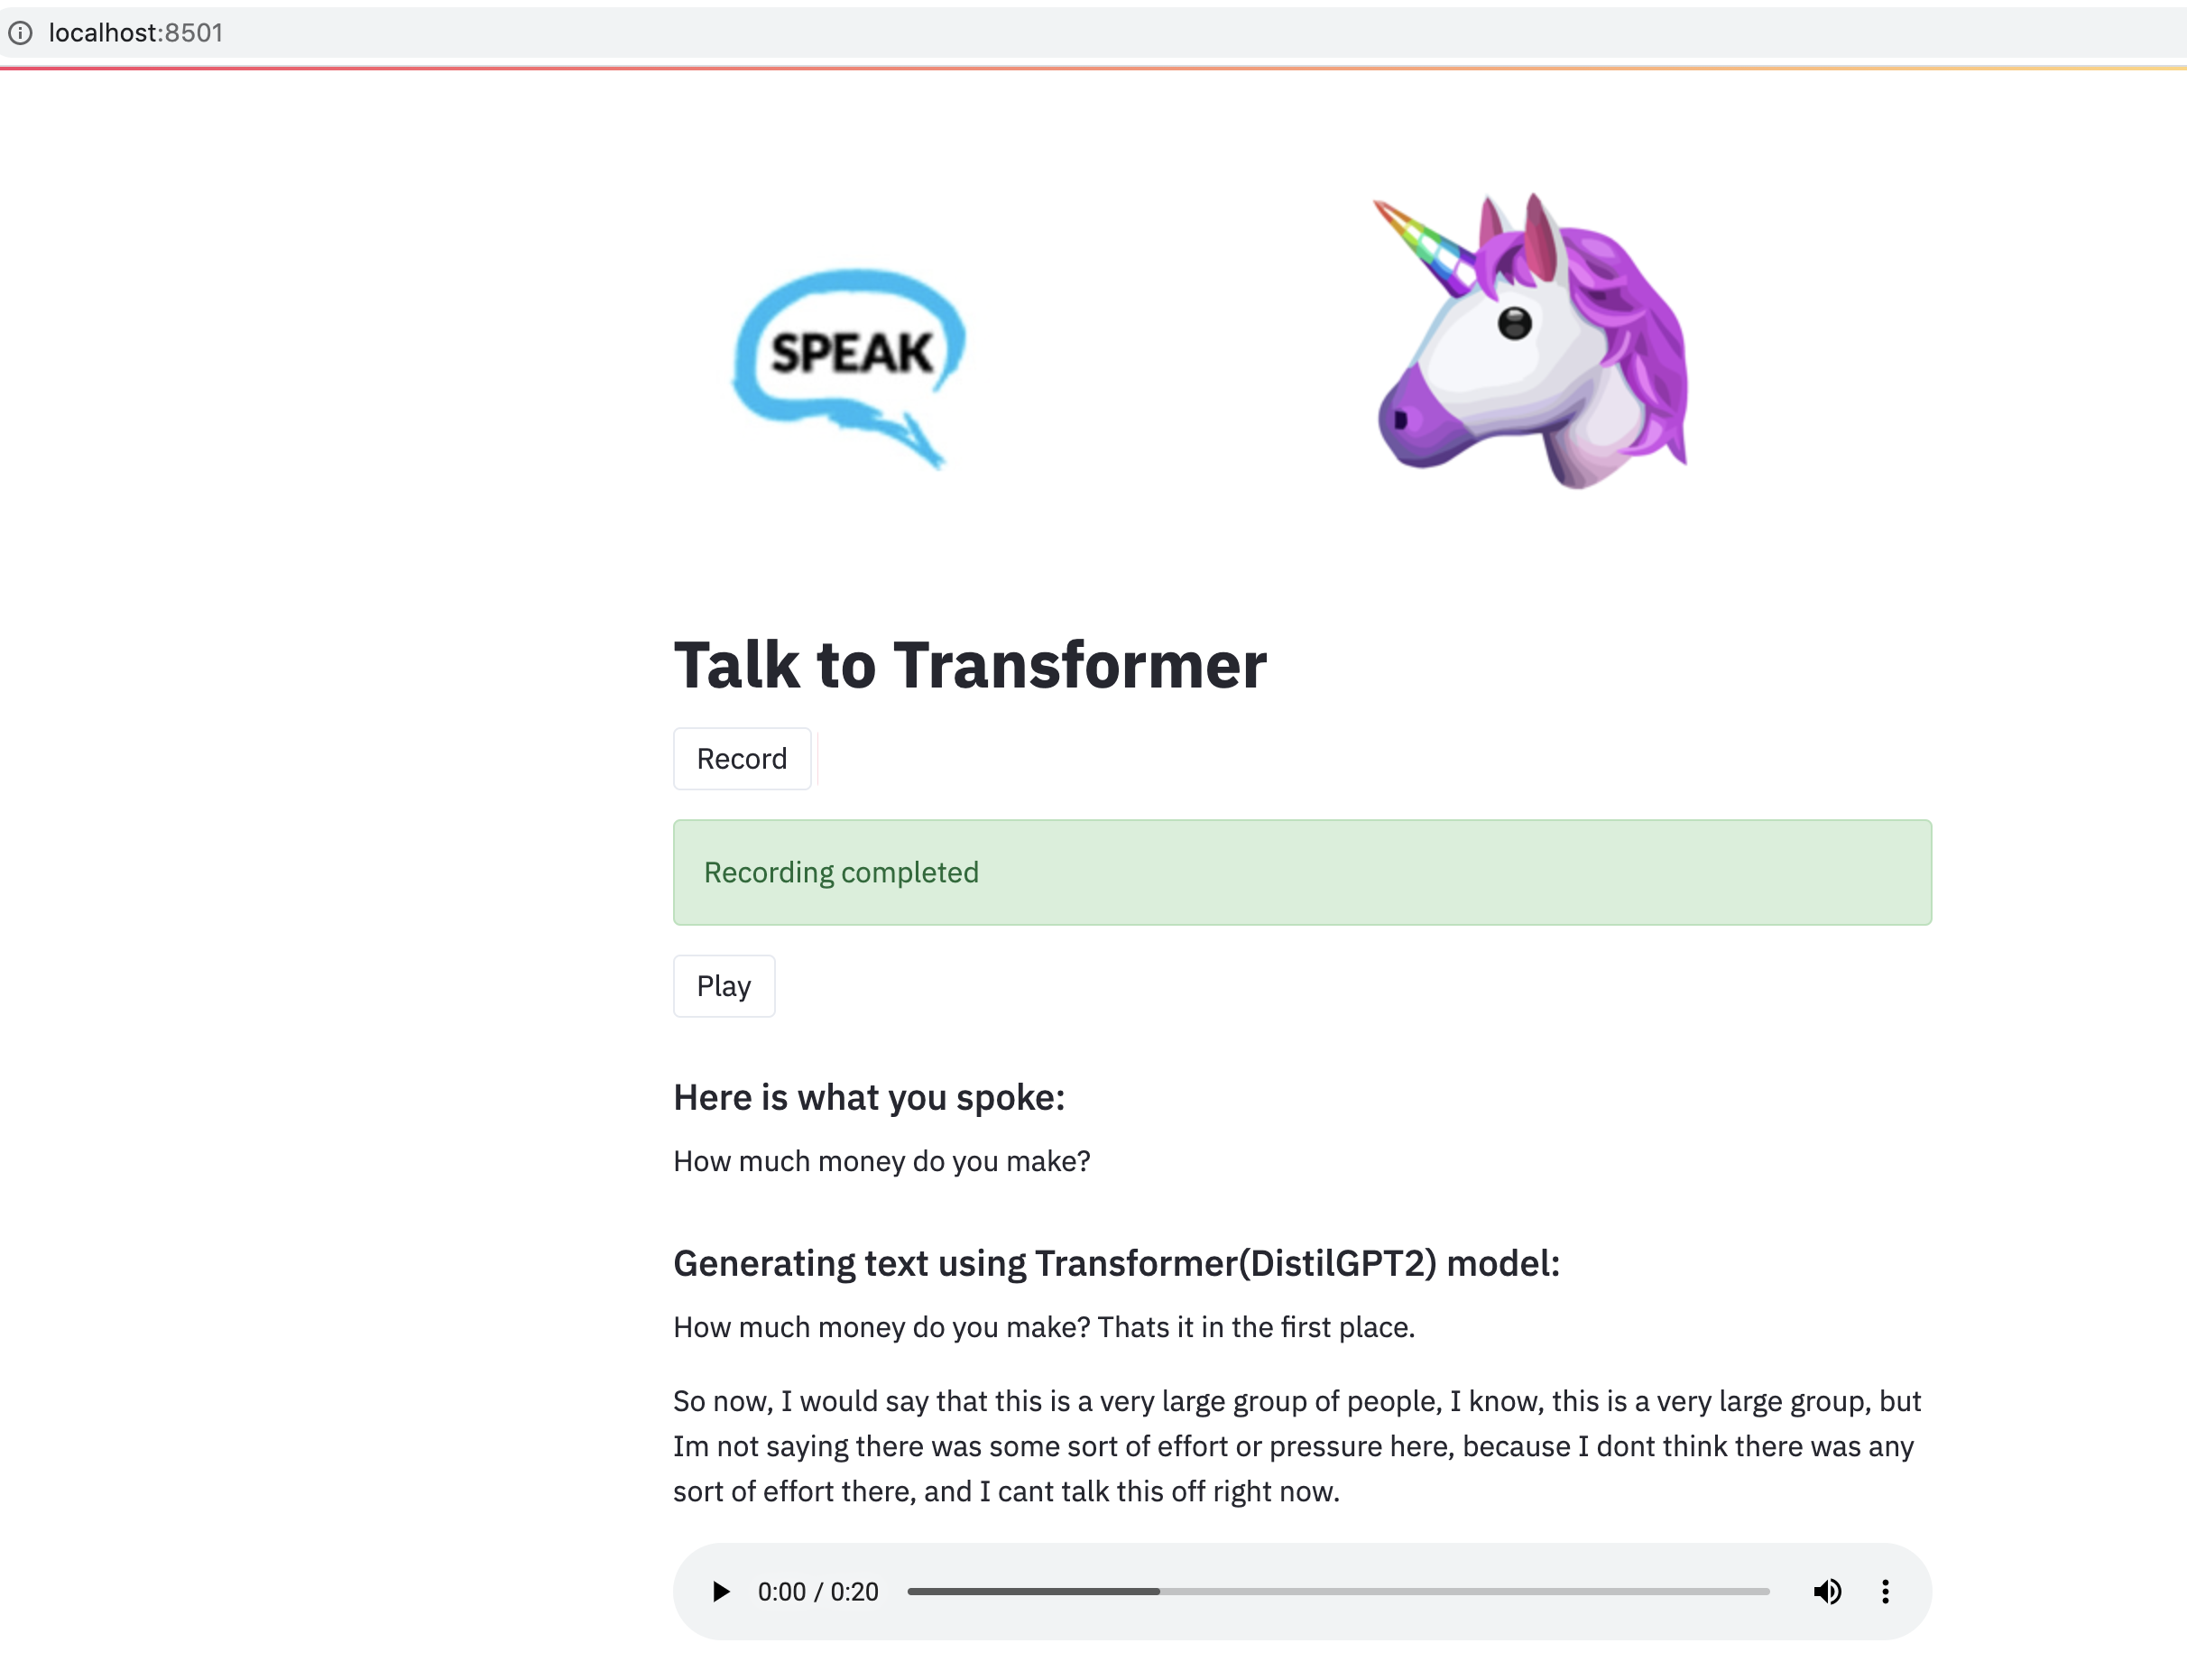 localhost:8501
SPEAK
Talk to Transformer
Record
Recording completed
Play
Here is what you spoke:
How much money do you make?
Generating text using Transformer(DistilGPT2) model:
How much money do you make? Thats it in the first place.
So now, I would say that this is a very large group of people, I know, this is a very large group, but
Im not saying there was some sort of effort or pressure here, because I dont think there was any
sort of effort there, and I cant talk this off right now.
0:00 / 0:20